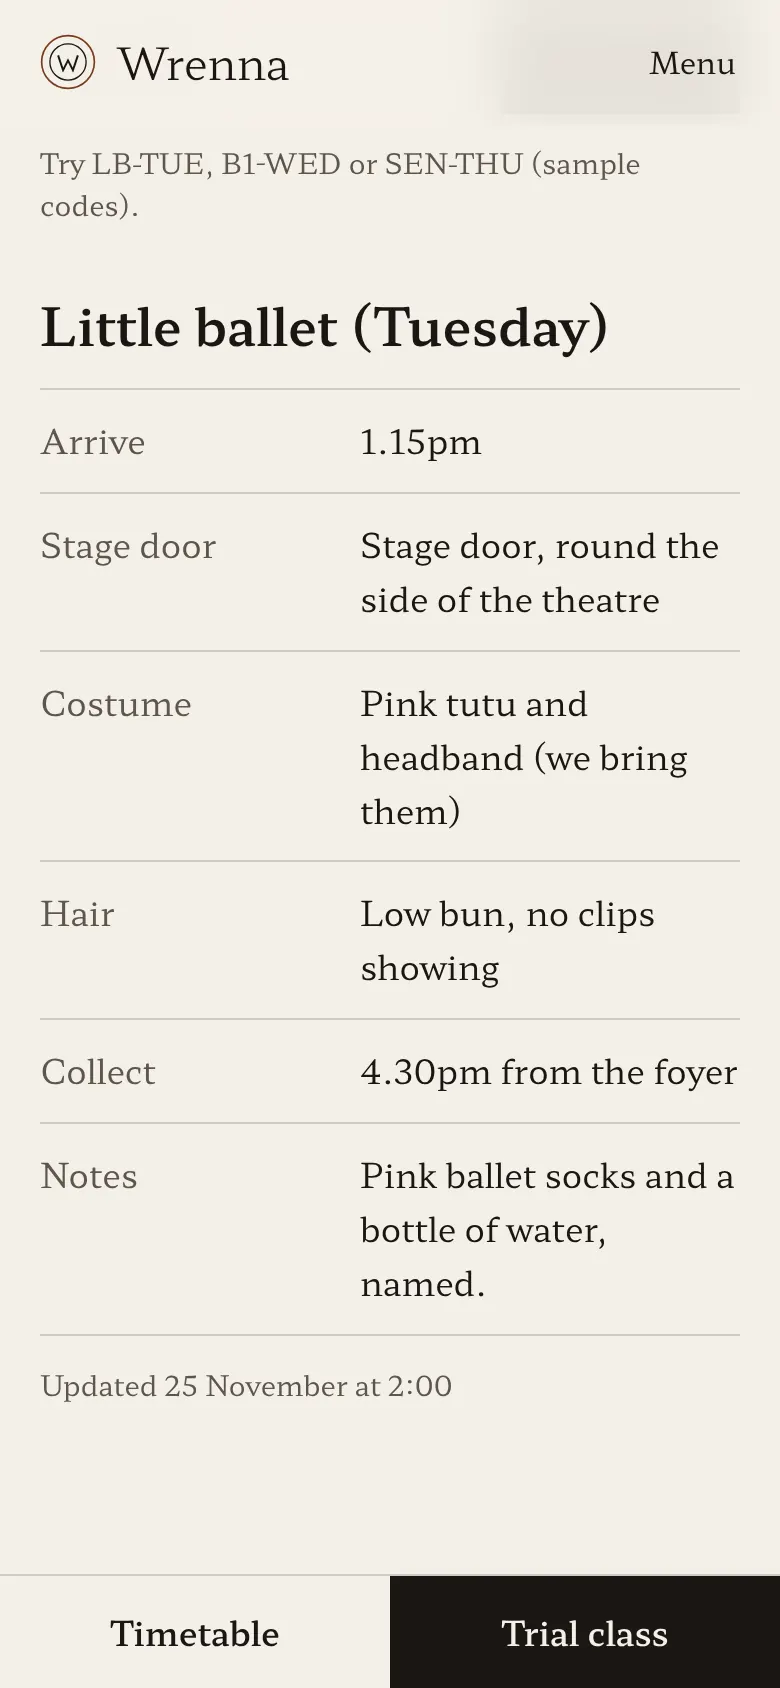 W Wrenna
Menu
Try LB-TUE, B1-WED or SEN-THU (sample
codes).
Little ballet (Tuesday)
Arrive
1.15pm
Stage door
Stage door, round the
side of the theatre
Costume
Pink tutu and
headband (we bring
them)
Hair
Low bun, no clips
showing
Collect
4.30pm from the foyer
Notes
Pink ballet socks and a
bottle of water,
named.
Updated 25 November at 2:00
Timetable
Trial class